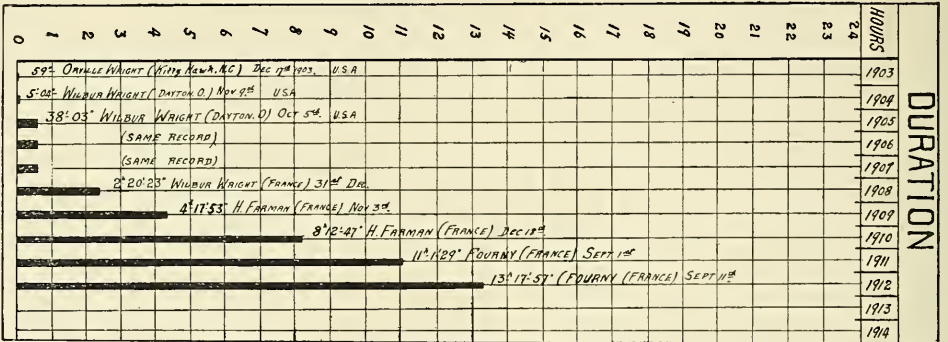 0 1 2 3 4 5 6 7 8 9 10 11 12 13 14 15 16 17 18 19 20 21 22 23 24 HOURS
59" ORVILLE WRIGHT (Kitty Hawk. N.C) DEC 17th 1903. U.S.A 1903
5'-04" WILBUR WRIGHT (DAYTON. O.) NOV 9th USA 1904
38'-03" WILBUR WRIGHT (DAYTON. O) OCT 5th. U.S.A 1905
(SAME RECORD) 1906
(SAME RECORD) 1907
2h 20'-23" WILBUR WRIGHT (FRANCE) 31st DEC. 1908
4h-17'-53" H. FARMAN (FRANCE) NOV 3d. 1909
8h 12'-47" H. FARMAN (FRANCE) DEC 18th 1910
11h-1'-29" FOURNY (FRANCE) SEPT 1st 1911
13h 17'-57" (FOURNY (FRANCE) SEPT 11th 1912
1913
1914
DURATION